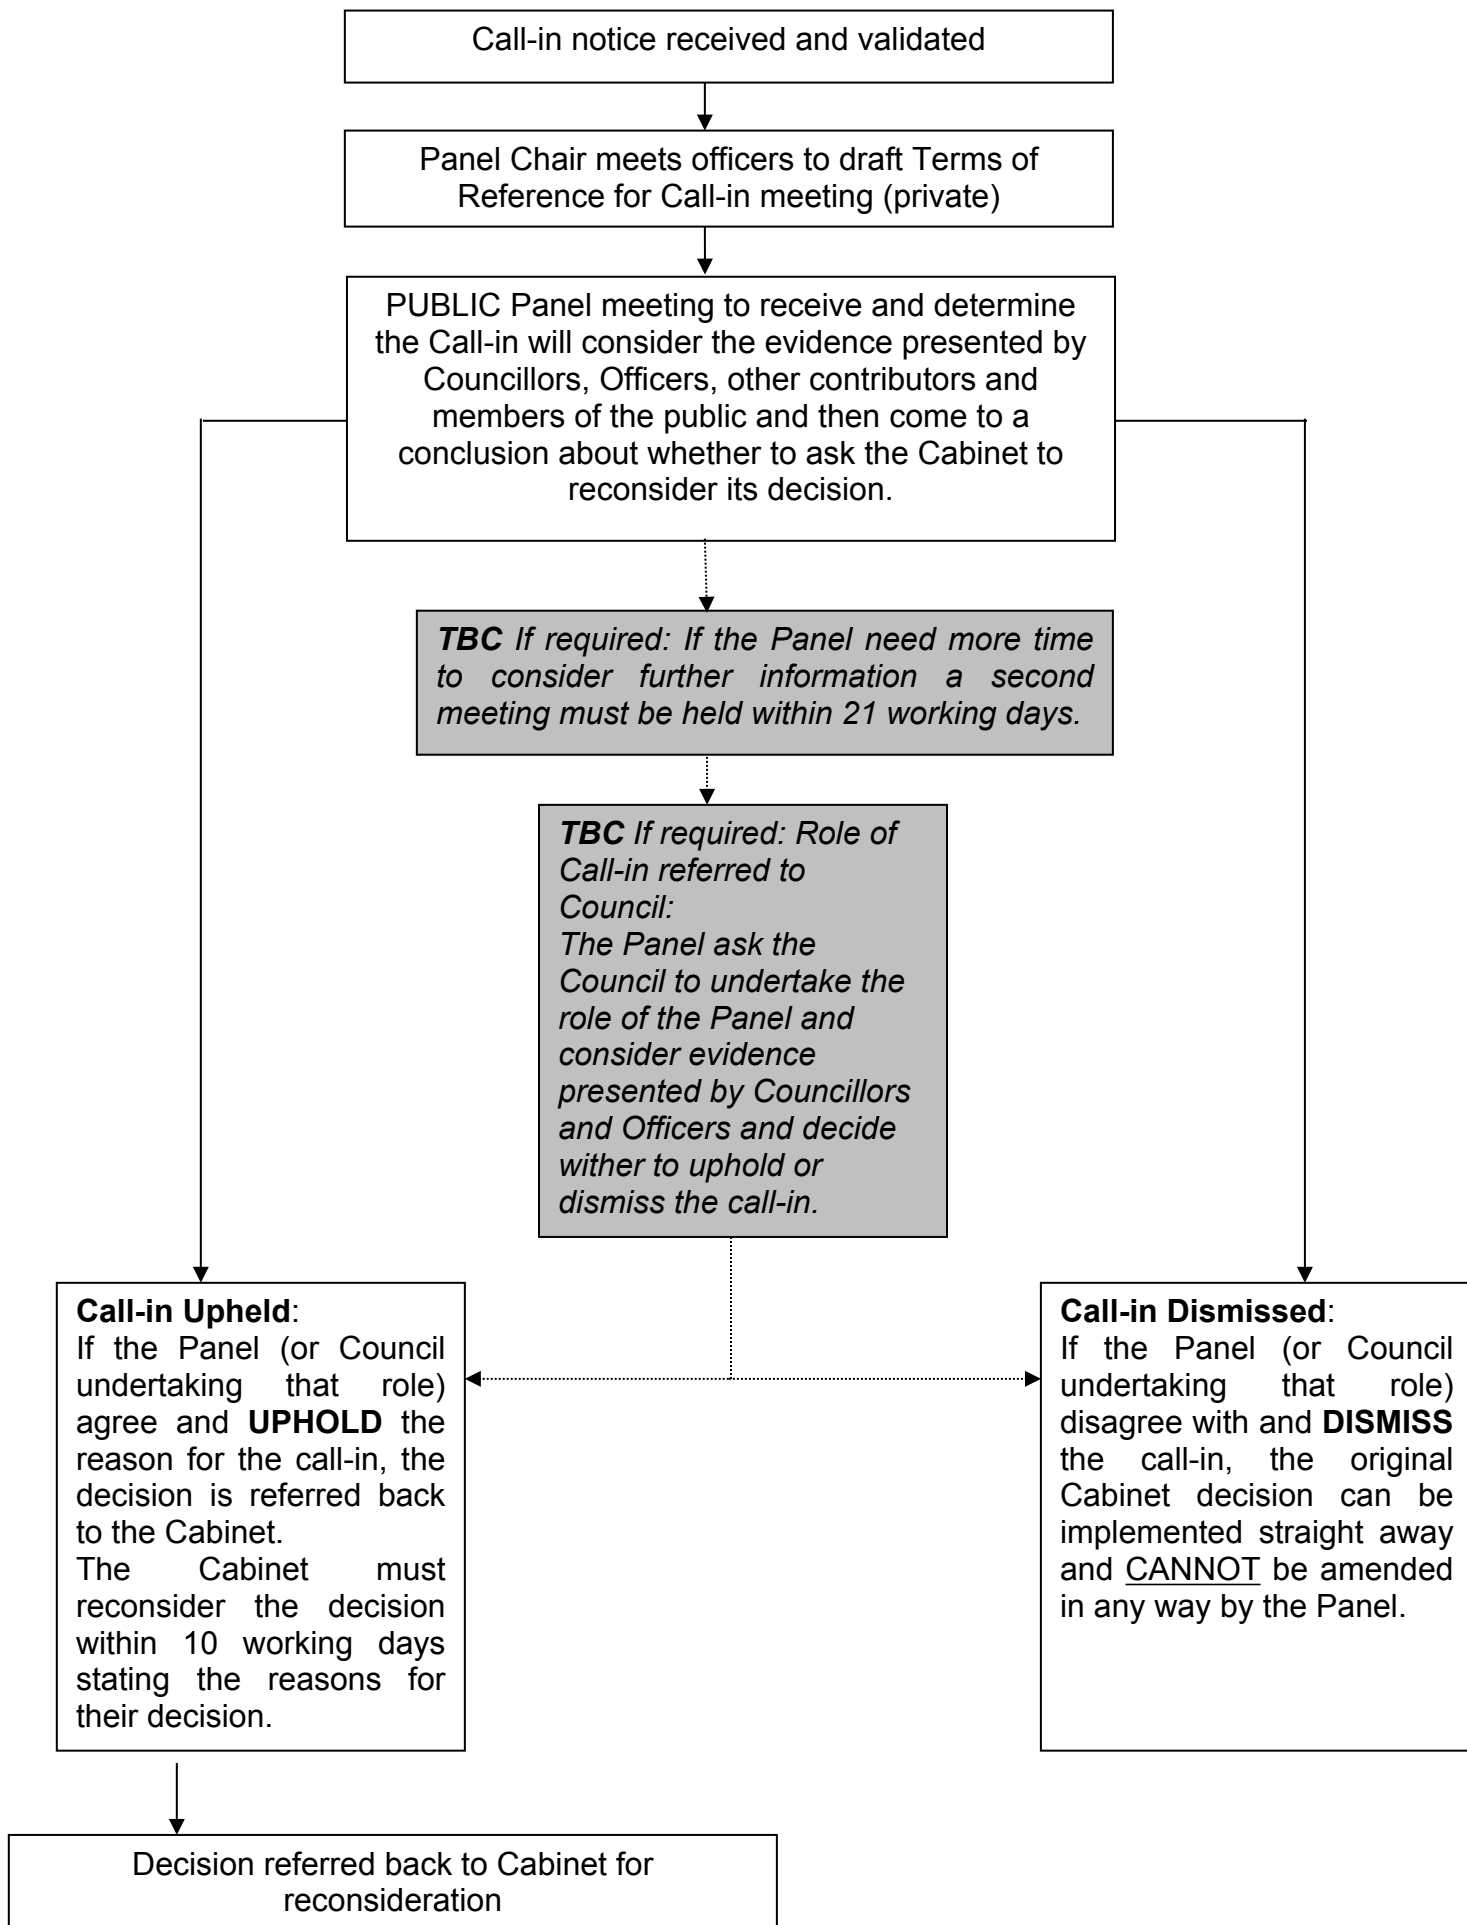 Call-in notice received and validated
Panel Chair meets officers to draft Terms of
Reference for Call-in meeting (private)
PUBLIC Panel meeting to receive and determine
the Call-in will consider the evidence presented by
Councillors, Officers, other contributors and
members of the public and then come to a
conclusion about whether to ask the Cabinet to
reconsider its decision.
TBC If required: If the Panel need more time
to consider further information a second
meeting must be held within 21 working days.
TBC If required: Role of
Call-in referred to
Council:
The Panel ask the
Council to undertake the
role of the Panel and
consider evidence
presented by Councillors
and Officers and decide
wither to uphold or
dismiss the call-in.
Call-in Upheld:
If the Panel (or Council
undertaking that role)
agree and UPHOLD the
reason for the call-in, the
decision is referred back
to the Cabinet.
The Cabinet must
reconsider the decision
within 10 working days
stating the reasons for
their decision.
Call-in Dismissed:
If the Panel (or Council
undertaking that role)
disagree with and DISMISS
the call-in, the original
Cabinet decision can be
implemented straight away
and CANNOT be amended
in any way by the Panel.
Decision referred back to Cabinet for
reconsideration